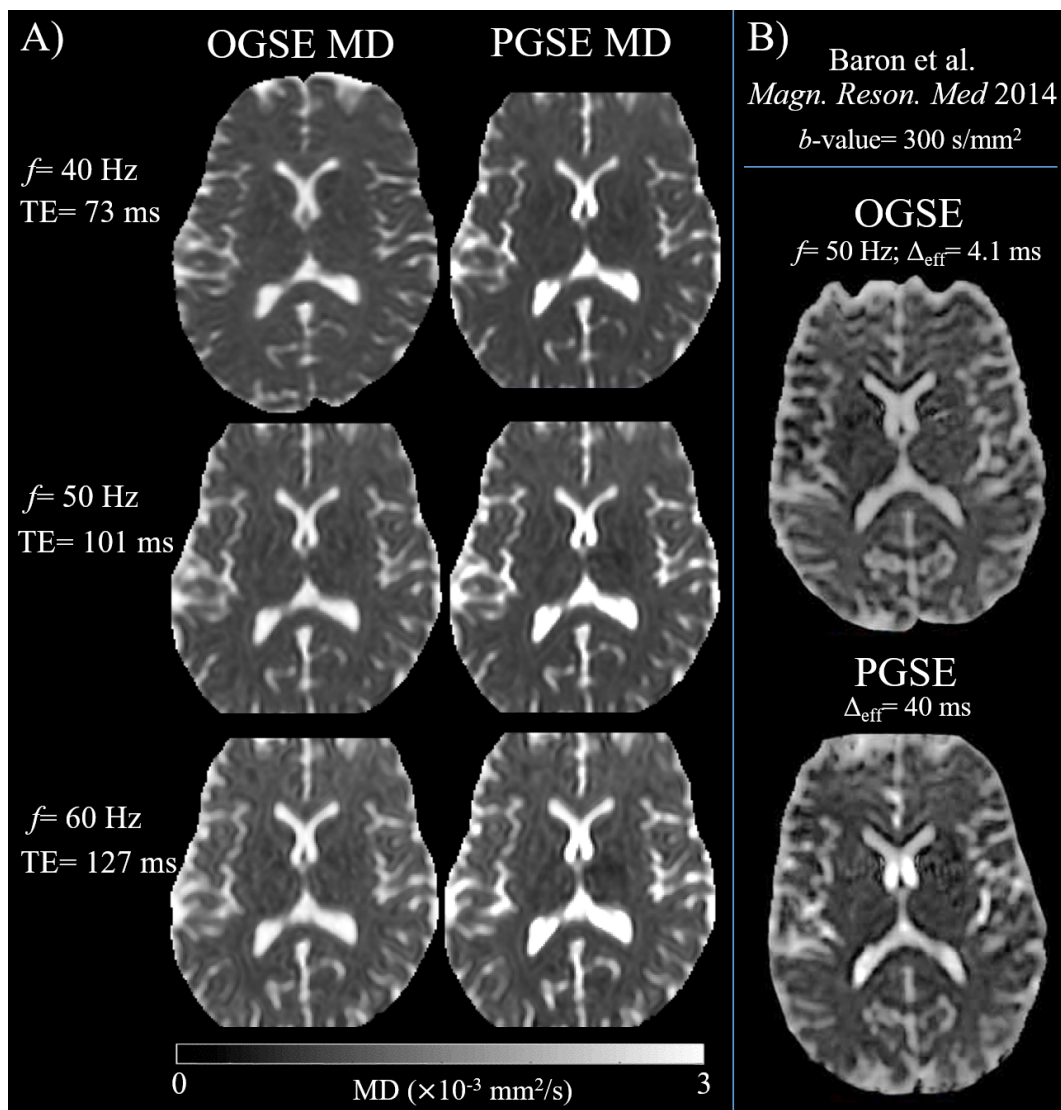 A)
OGSE MD
PGSE MD
f= 40 Hz
TE= 73 ms
f= 50 Hz
TE= 101 ms
f= 60 Hz
TE= 127 ms
0
MD (×10⁻³ mm²/s)
3
B)
Baron et al.
Magn. Reson. Med 2014
b-value= 300 s/mm²
OGSE
f= 50 Hz; Δeff= 4.1 ms
PGSE
Δeff= 40 ms